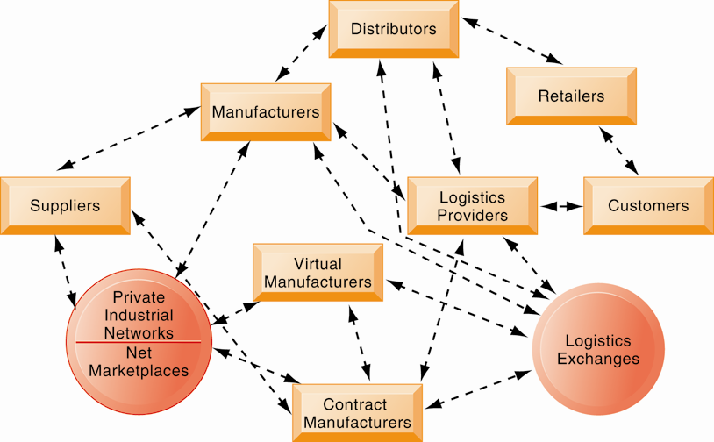 Distributors
Retailers
Manufacturers
Suppliers
Logistics
Providers
Customers
Virtual
Manufacturers
Private
Industrial
Networks
Net
Marketplaces
Logistics
Exchanges
Contract
Manufacturers